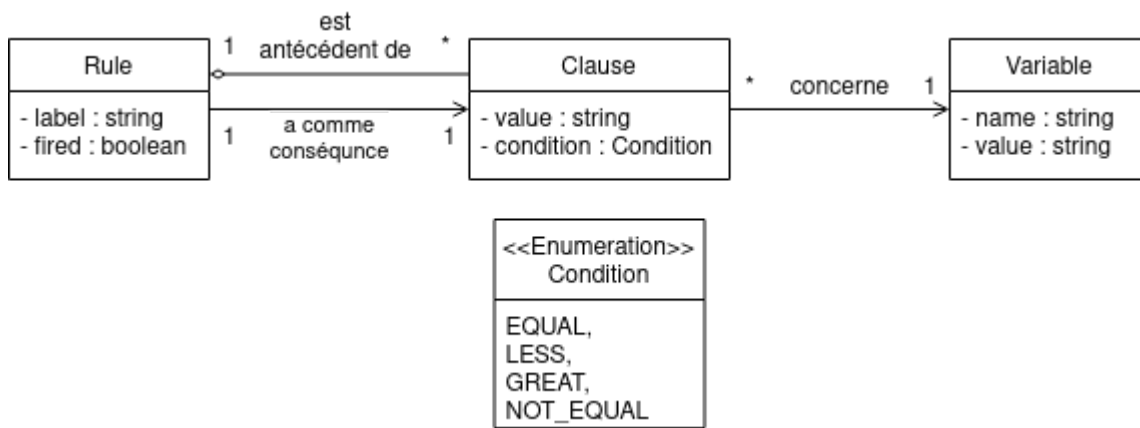 Rule
- label : string
- fired : boolean
1
est
antécédent de
*
1
a comme
conséqunce
1
Clause
- value : string
- condition : Condition
*
concerne
1
Variable
- name : string
- value : string
<<Enumeration>>
Condition
EQUAL,
LESS,
GREAT,
NOT_EQUAL